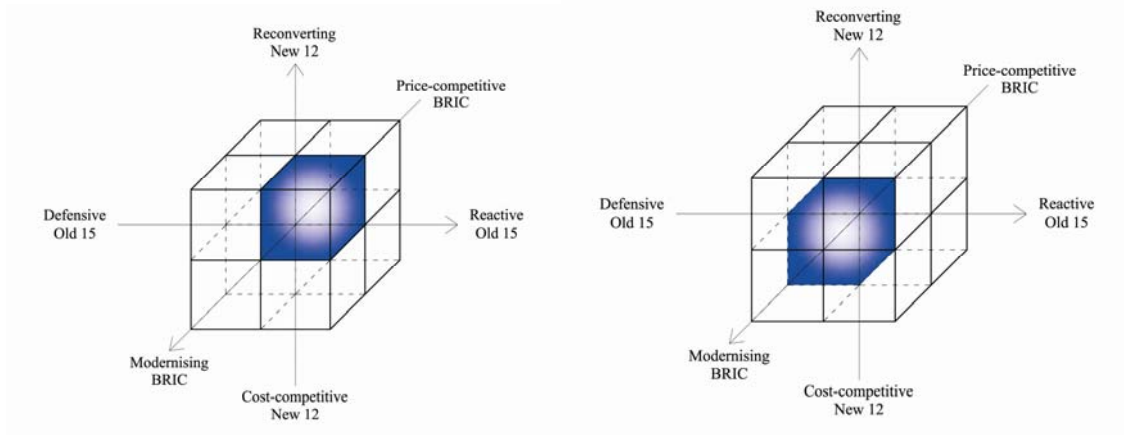 Reconverting
New 12
Price-competitive
BRIC
Defensive
Old 15
Reactive
Old 15
Modernising
BRIC
Cost-competitive
New 12
Reconverting
New 12
Price-competitive
BRIC
Defensive
Old 15
Reactive
Old 15
Modernising
BRIC
Cost-competitive
New 12